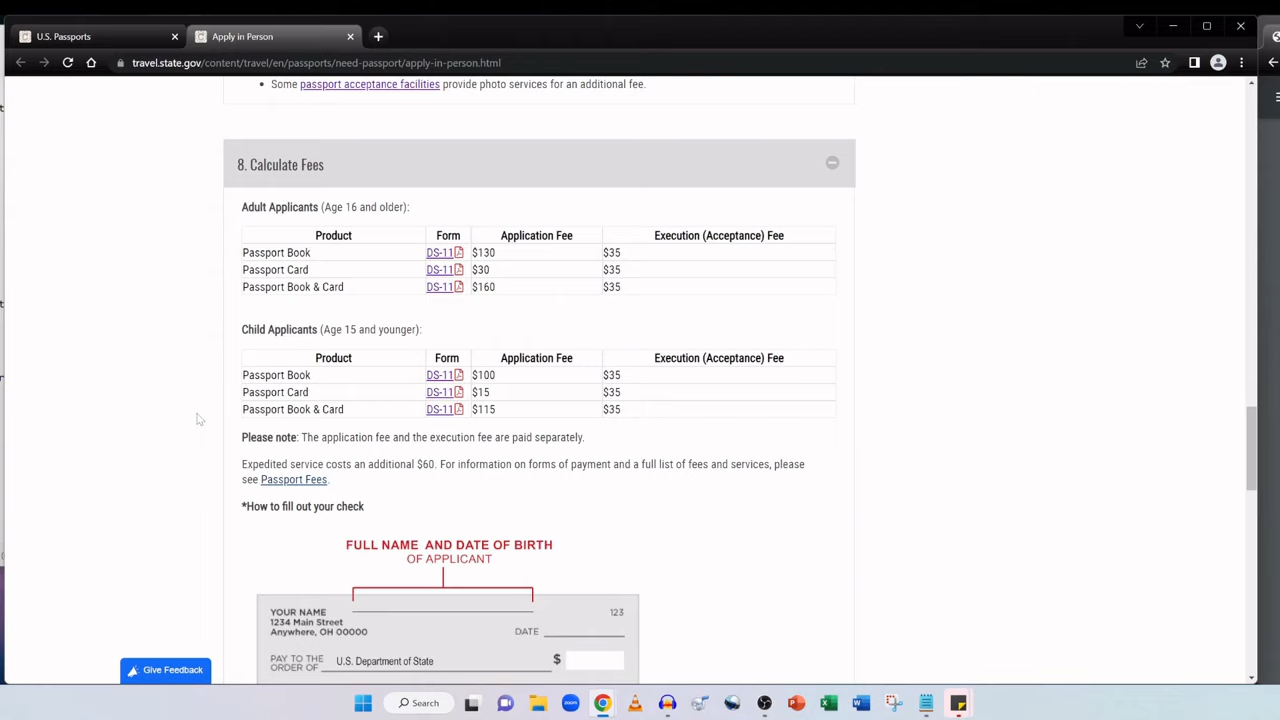 U.S. Passports
Apply in Person
travel.state.gov/content/travel/en/passports/need-passport/apply-in-person.html
• Some passport acceptance facilities provide photo services for an additional fee.
8. Calculate Fees
Adult Applicants (Age 16 and older):
Product Form Application Fee Execution (Acceptance) Fee
Passport Book DS-11 $130 $35
Passport Card DS-11 $30 $35
Passport Book & Card DS-11 $160 $35
Child Applicants (Age 15 and younger):
Product Form Application Fee Execution (Acceptance) Fee
Passport Book DS-11 $100 $35
Passport Card DS-11 $15 $35
Passport Book & Card DS-11 $115 $35
Please note: The application fee and the execution fee are paid separately.
Expedited service costs an additional $60. For information on forms of payment and a full list of fees and services, please
see Passport Fees.
*How to fill out your check
FULL NAME AND DATE OF BIRTH
OF APPLICANT
YOUR NAME 123
1234 Main Street
Anywhere, OH 00000 DATE
PAY TO THE
ORDER OF U.S. Department of State $
Give Feedback
Search
zoom